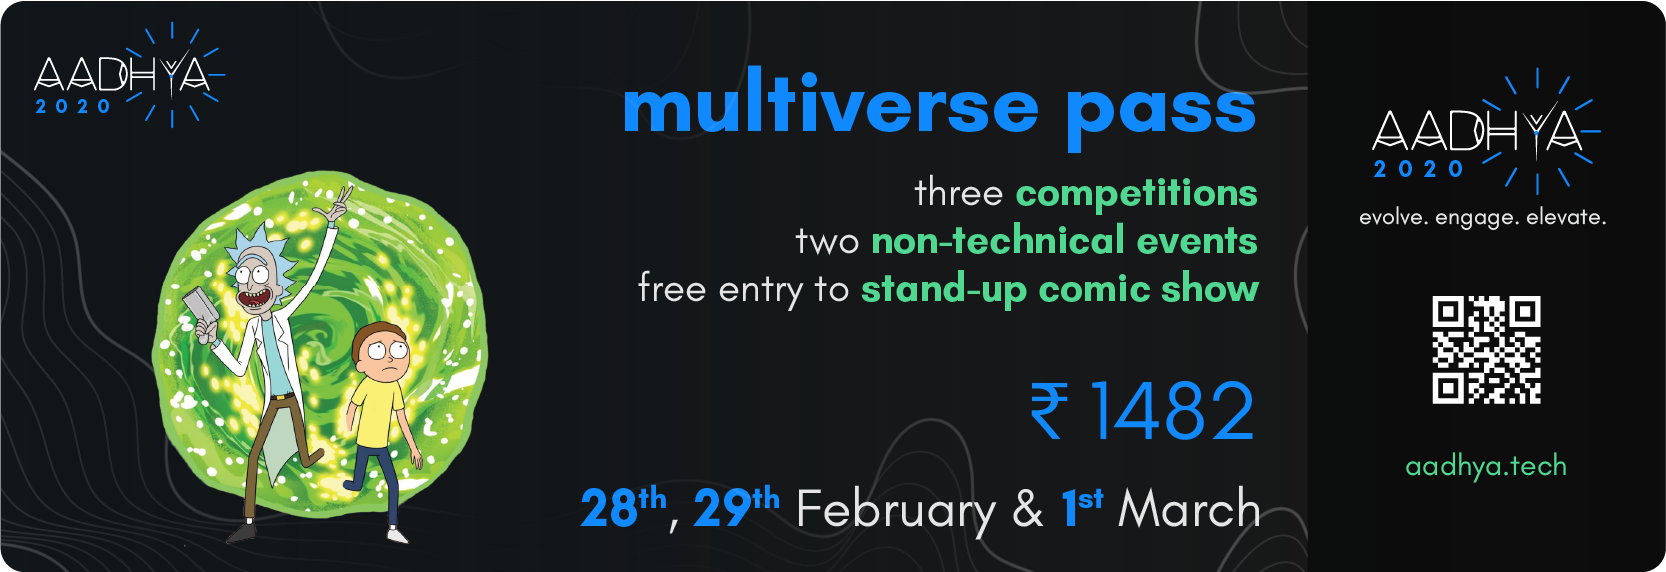 AADHYA
2020
multiverse pass
three competitions
two non-technical events
free entry to stand-up comic show
₹ 1482
28th, 29th February & 1st March
AADHYA
2020
evolve. engage. elevate.
aadhya.tech